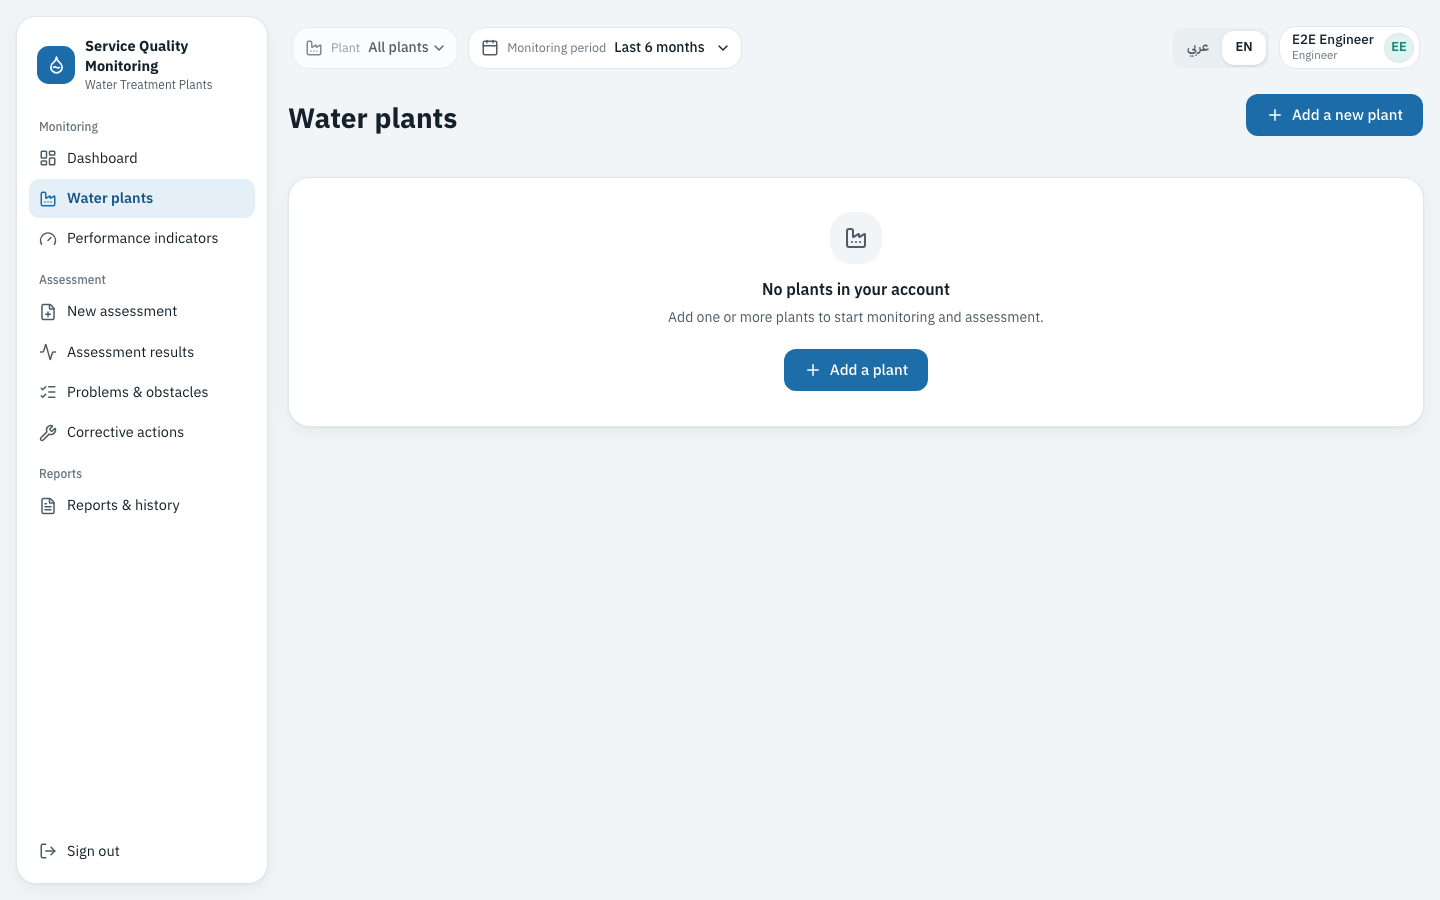 Service Quality
Monitoring
Water Treatment Plants
Monitoring
Dashboard
Water plants
Performance indicators
Assessment
New assessment
Assessment results
Problems & obstacles
Corrective actions
Reports
Reports & history
Sign out
Plant All plants
Monitoring period Last 6 months
عربي EN
E2E Engineer
Engineer
EE
Water plants
Add a new plant
No plants in your account
Add one or more plants to start monitoring and assessment.
Add a plant